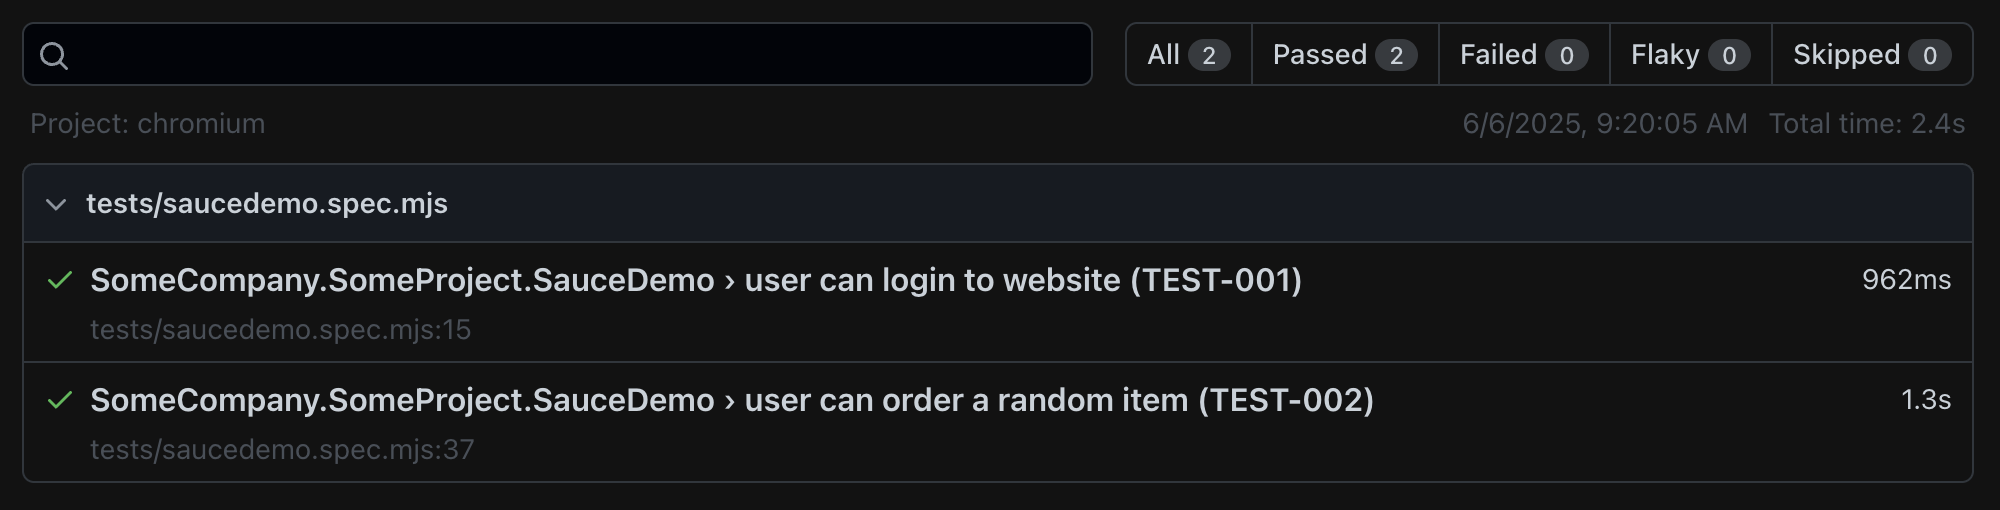 All 2 Passed 2 Failed 0 Flaky 0 Skipped 0
Project: chromium 6/6/2025, 9:20:05 AM Total time: 2.4s
tests/saucedemo.spec.mjs
SomeCompany.SomeProject.SauceDemo › user can login to website (TEST-001) 962ms
tests/saucedemo.spec.mjs:15
SomeCompany.SomeProject.SauceDemo › user can order a random item (TEST-002) 1.3s
tests/saucedemo.spec.mjs:37